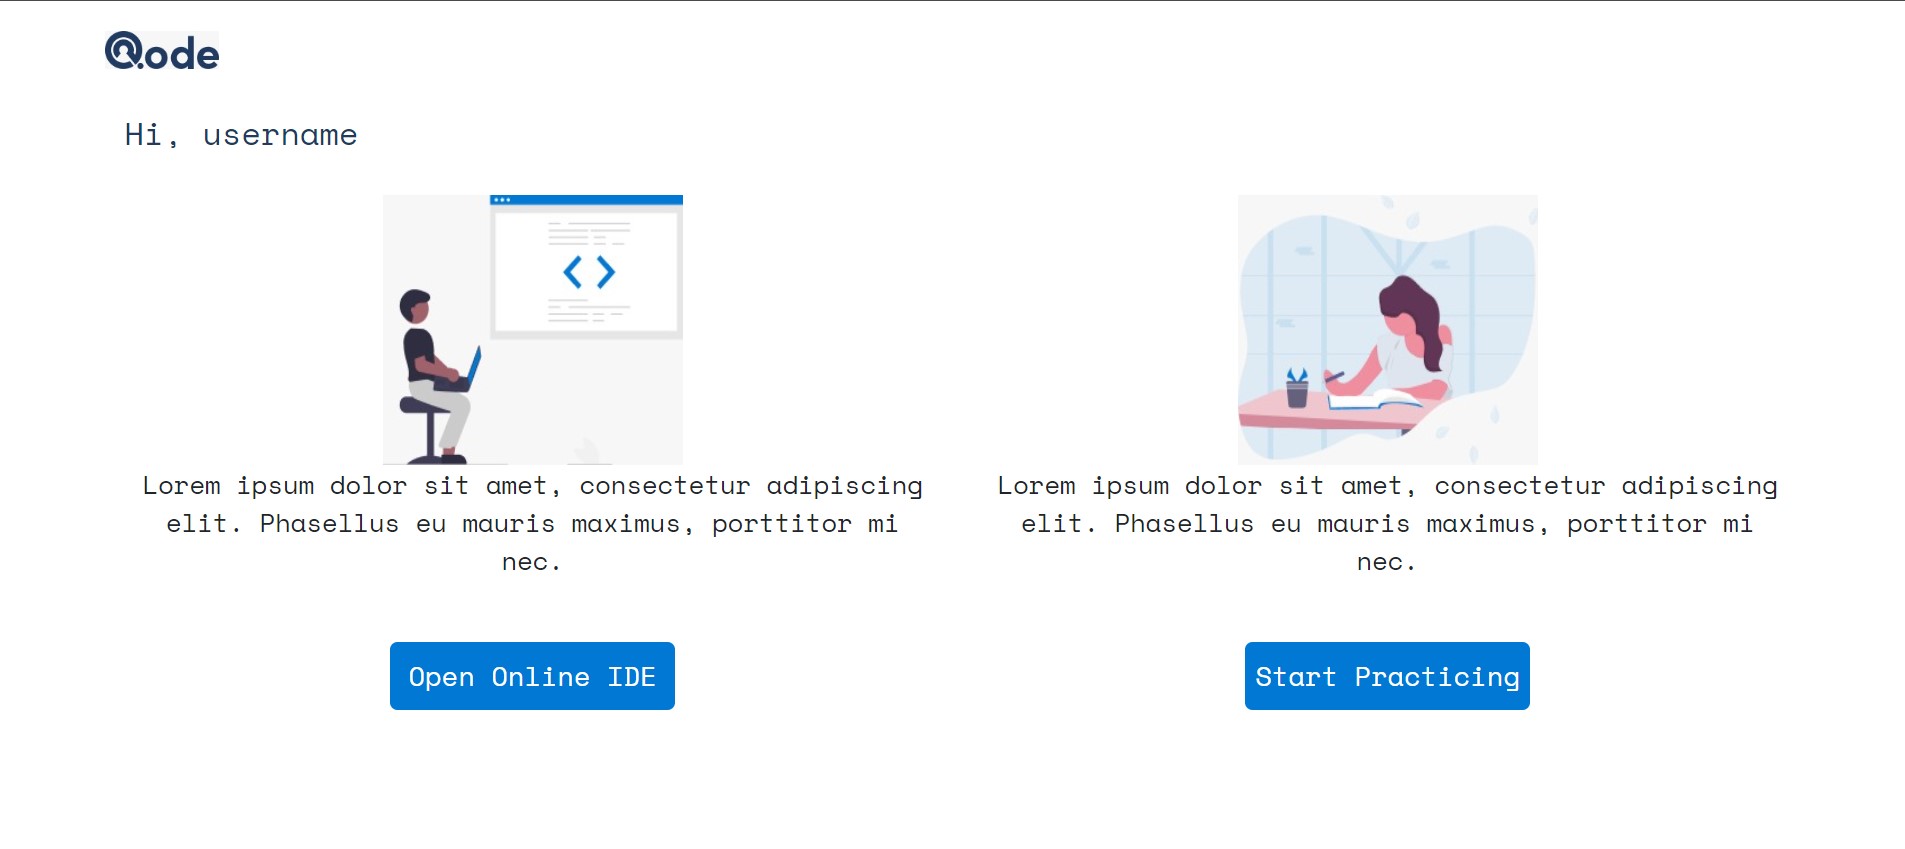 Qode
Hi, username
Lorem ipsum dolor sit amet, consectetur adipiscing
elit. Phasellus eu mauris maximus, porttitor mi
nec.
Open Online IDE
Lorem ipsum dolor sit amet, consectetur adipiscing
elit. Phasellus eu mauris maximus, porttitor mi
nec.
Start Practicing